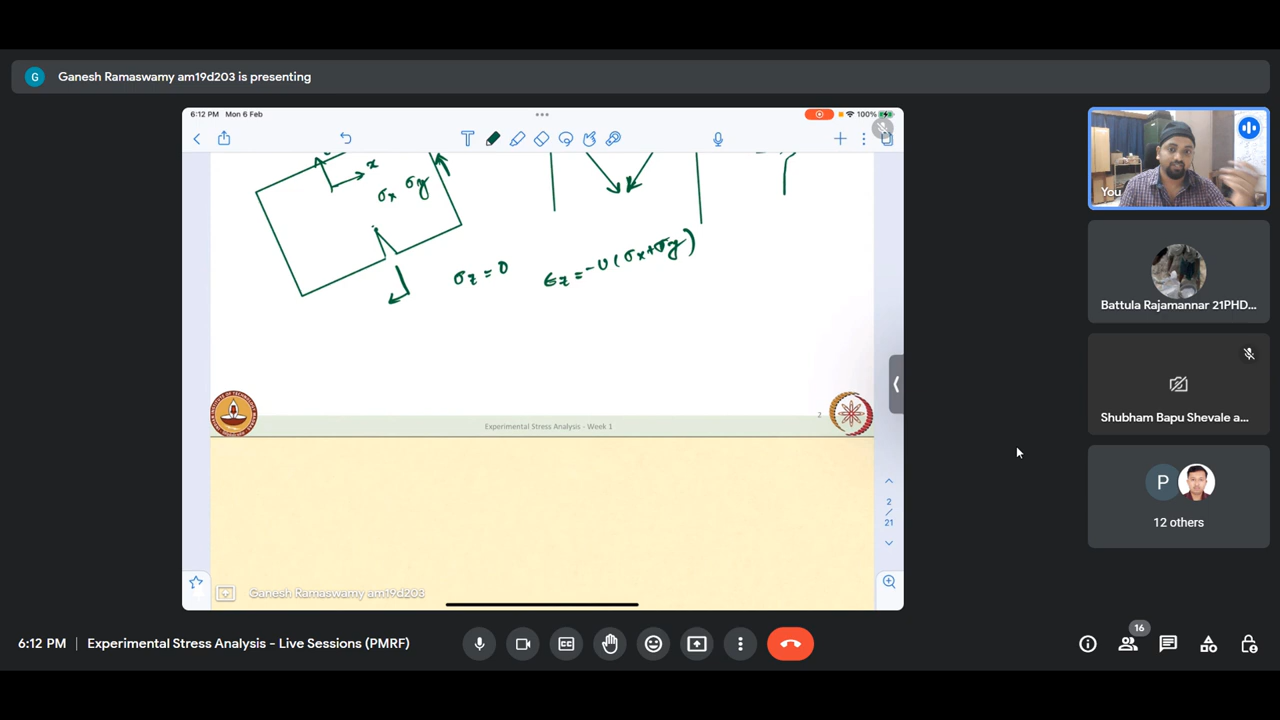 G Ganesh Ramaswamy am19d203 is presenting
6:12 PM Mon 6 Feb
100%
T
x
σx σy
σz = 0
εz = -υ(σx+σy)
2
Experimental Stress Analysis - Week 1
2
/
21
Ganesh Ramaswamy am19d203
You
Battula Rajamannar 21PHD...
Shubham Bapu Shevale a...
P
12 others
6:12 PM | Experimental Stress Analysis - Live Sessions (PMRF)
16